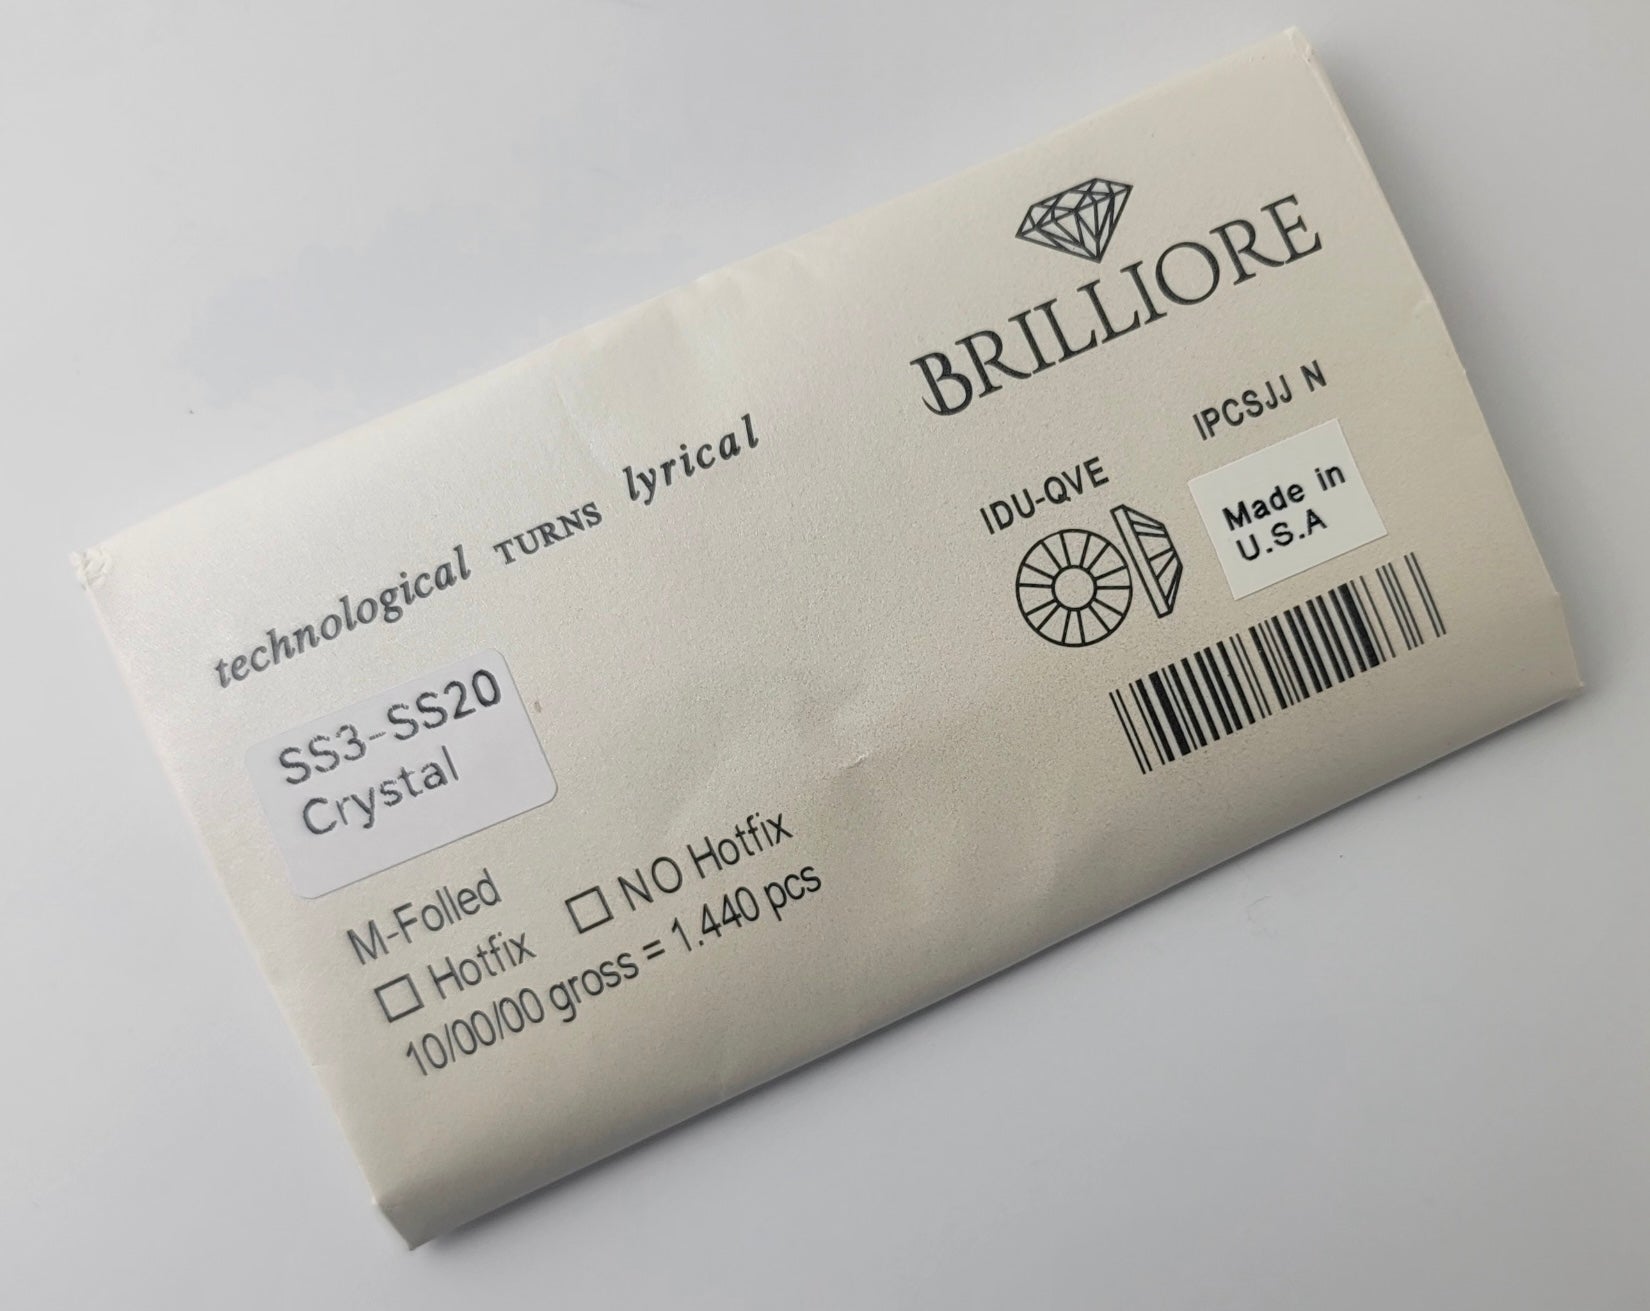 BRILLIORE
technological TURNS lyrical
IPCSJJ N
IDU-QVE
Made in
U.S.A
SS3-SS20
Crystal
M-Folled
☐ Hotfix ☐ NO Hotfix
10/00/00 gross = 1.440 pcs